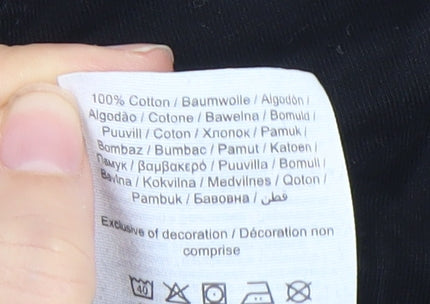 100% Cotton / Baumwolle / Algodón /
Algodão / Cotone / Bawełna / Bomuld /
Puuvill / Coton / Хлопок / Pamuk /
Bombaz / Bumbac / Pamut / Katoen /
Памук / βαμβακερό / Puuvilla / Bomull /
Bavlna / Kokvilna / Medvilnes / Qoton /
Pambuk / Бавовна / قطن
Exclusive of decoration / Décoration non
comprise
40